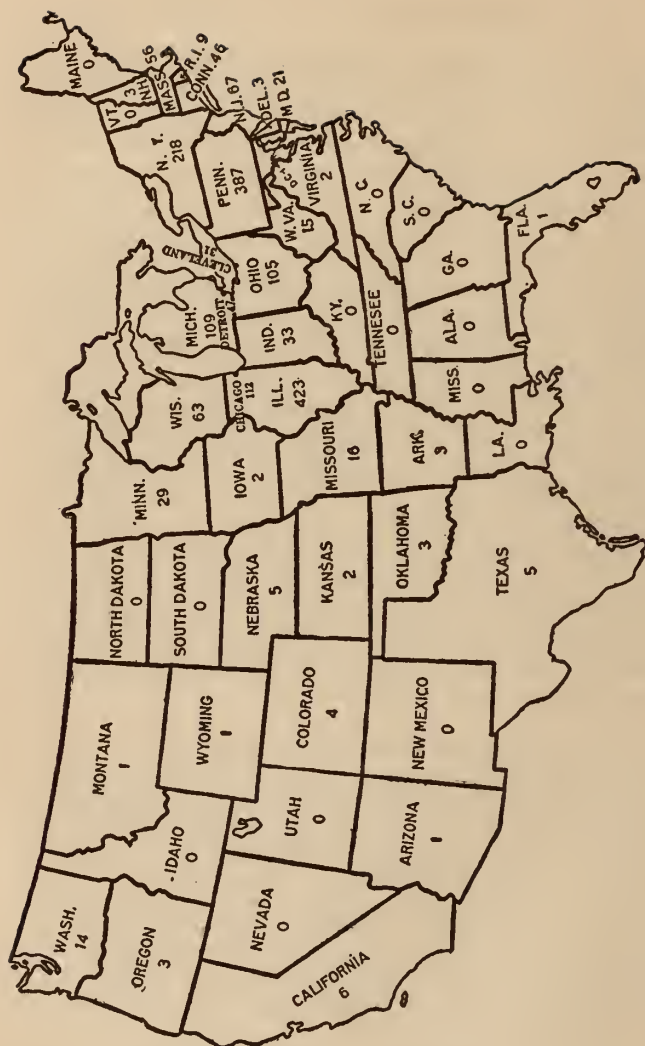 WASH.
14
OREGON
3
CALIFORNIA
6
NEVADA
0
-IDAHO
0
MONTANA
1
WYOMING
1
UTAH
0
ARIZONA
1
COLORADO
4
NEW MEXICO
0
NORTH DAKOTA
0
SOUTH DAKOTA
0
NEBRASKA
5
KANSAS
2
OKLAHOMA
3
TEXAS
5
MINN.
29
IOWA
2
MISSOURI
16
ARK.
3
LA.
0
WIS.
63
CHICAGO
112
ILL.
423
MICH.
109
DETROIT
IND.
33
OHIO
105
CLEVELAND
31
KY.
0
TENNESSEE
0
MISS.
0
ALA.
0
GA.
0
FLA.
1
S.C.
0
N.C.
0
VIRGINIA
2
W.VA.
15
D.C.
PENN.
387
N.Y.
218
VT.
0
N.H.
3
MAINE
0
MASS. 56
R.I. 9
CONN. 46
N.J. 67
DEL. 3
MD. 21